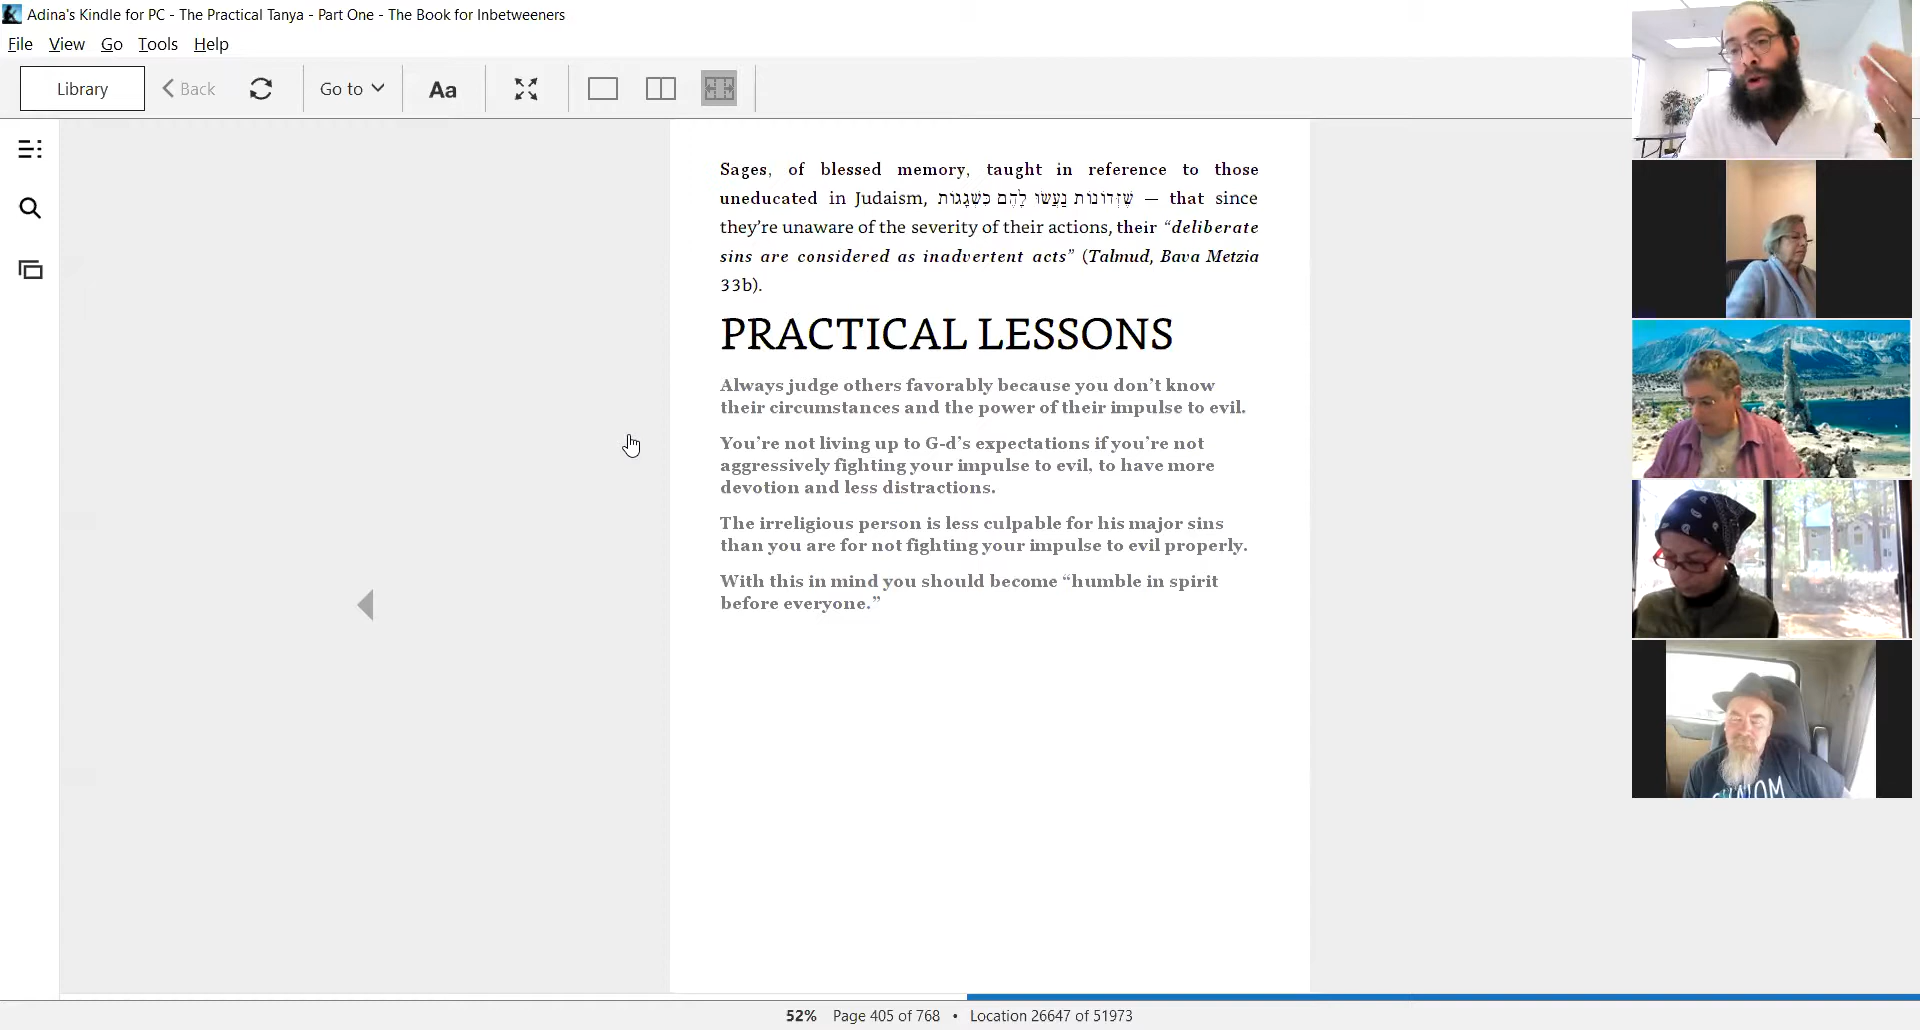 Adina's Kindle for PC - The Practical Tanya - Part One - The Book for Inbetweeners
File View Go Tools Help
Library Back Go to Aa
Sages, of blessed memory, taught in reference to those
uneducated in Judaism, שֶׁזְּדוֹנוֹת נַעֲשׂוּ לָהֶם כִּשְׁגָגוֹת — that since
they're unaware of the severity of their actions, their “deliberate
sins are considered as inadvertent acts” (Talmud, Bava Metzia
33b).
PRACTICAL LESSONS
Always judge others favorably because you don’t know
their circumstances and the power of their impulse to evil.
You’re not living up to G-d’s expectations if you’re not
aggressively fighting your impulse to evil, to have more
devotion and less distractions.
The irreligious person is less culpable for his major sins
than you are for not fighting your impulse to evil properly.
With this in mind you should become “humble in spirit
before everyone.”
52% Page 405 of 768 • Location 26647 of 51973